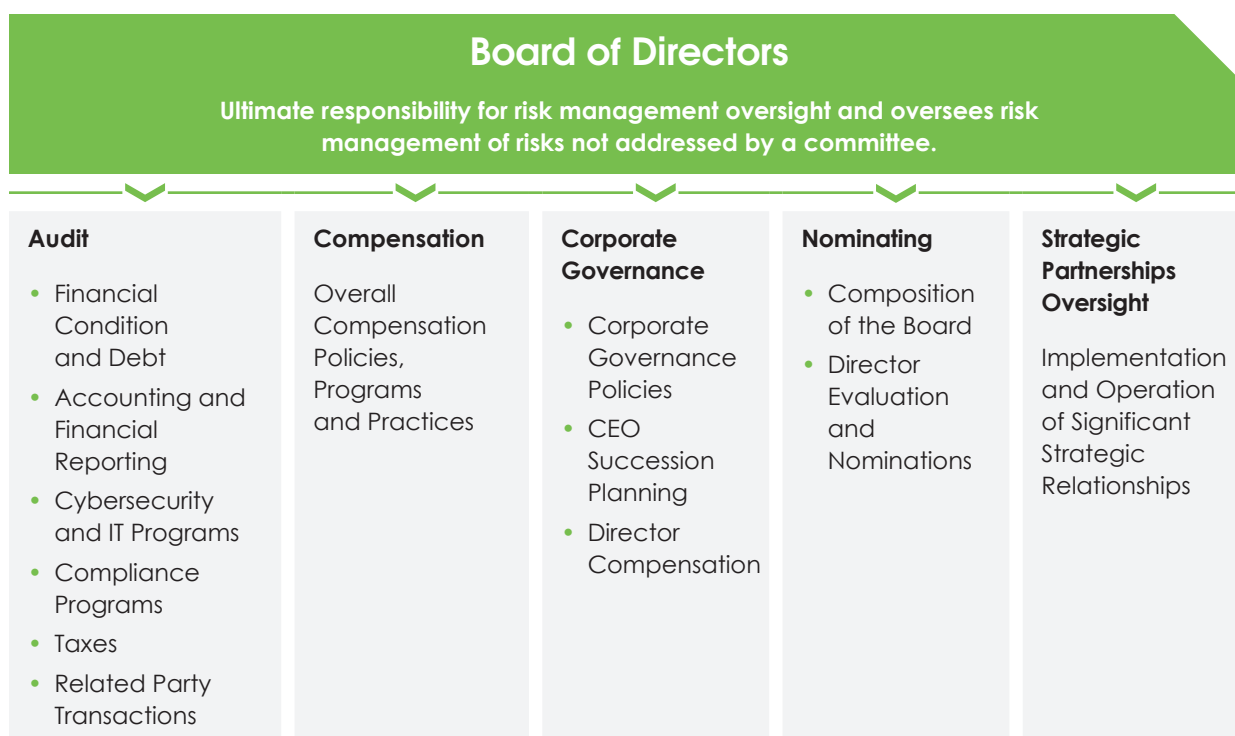 Board of Directors
Ultimate responsibility for risk management oversight and oversees risk
management of risks not addressed by a committee.
Audit
• Financial
Condition
and Debt
• Accounting and
Financial
Reporting
• Cybersecurity
and IT Programs
• Compliance
Programs
• Taxes
• Related Party
Transactions
Compensation
Overall
Compensation
Policies,
Programs
and Practices
Corporate
Governance
• Corporate
Governance
Policies
• CEO
Succession
Planning
• Director
Compensation
Nominating
• Composition
of the Board
• Director
Evaluation
and
Nominations
Strategic
Partnerships
Oversight
Implementation
and Operation
of Significant
Strategic
Relationships